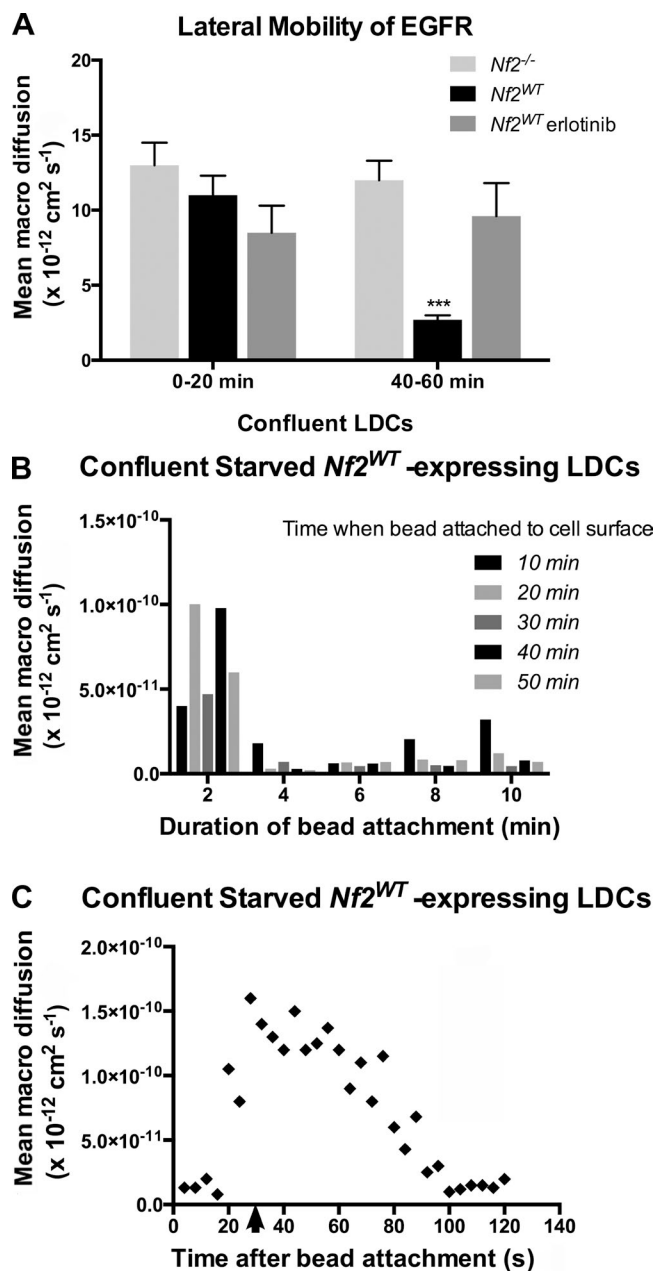 A
Lateral Mobility of EGFR
Mean macro diffusion
(x 10-12 cm2 s-1)
20
15
10
5
0
Nf2-/-
Nf2WT
Nf2WT erlotinib
***
0-20 min
40-60 min
Confluent LDCs
B
Confluent Starved Nf2WT -expressing LDCs
Mean macro diffusion
(x 10-12 cm2 s-1)
1.5×10-10
1.0×10-10
5.0×10-11
0.0
Time when bead attached to cell surface
10 min
20 min
30 min
40 min
50 min
2 4 6 8 10
Duration of bead attachment (min)
C
Confluent Starved Nf2WT -expressing LDCs
Mean macro diffusion
(x 10-12 cm2 s-1)
2.0×10-10
1.5×10-10
1.0×10-10
5.0×10-11
0.0
0 20 40 60 80 100 120 140
Time after bead attachment (s)